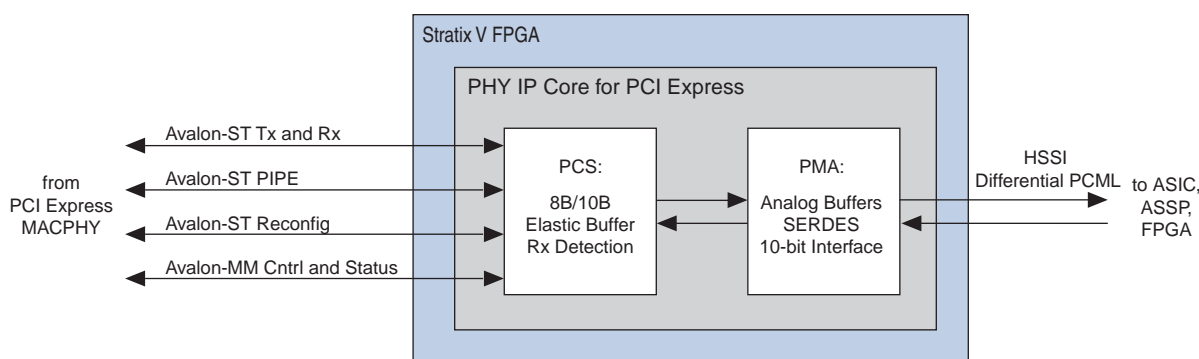 Stratix V FPGA
PHY IP Core for PCI Express
Avalon-ST Tx and Rx
Avalon-ST PIPE
Avalon-ST Reconfig
Avalon-MM Cntrl and Status
from
PCI Express
MACPHY
PCS:
8B/10B
Elastic Buffer
Rx Detection
PMA:
Analog Buffers
SERDES
10-bit Interface
HSSI
Differential PCML
to ASIC,
ASSP,
FPGA